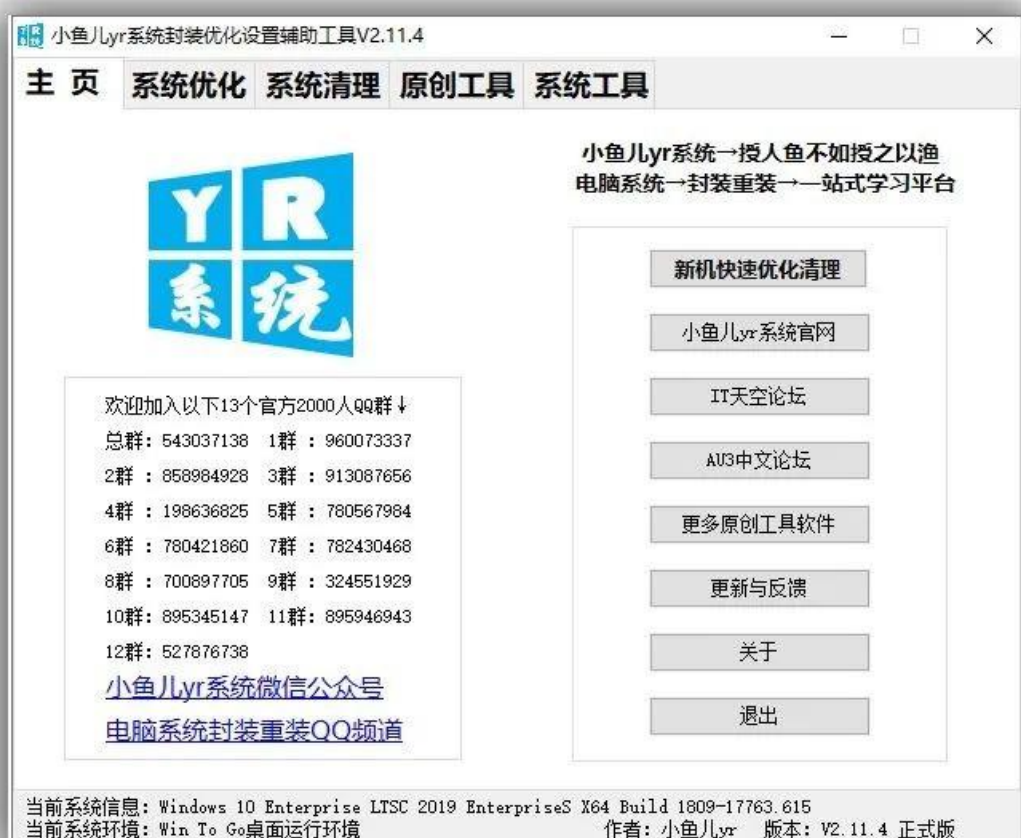 小鱼儿yr系统封装优化设置辅助工具V2.11.4
主 页 系统优化 系统清理 原创工具 系统工具
YR
系统
小鱼儿yr系统→授人鱼不如授之以渔
电脑系统→封装重装→一站式学习平台
欢迎加入以下13个官方2000人QQ群↓
总群: 543037138 1群 : 960073337
2群 : 858984928 3群 : 913087656
4群 : 198636825 5群 : 780567984
6群 : 780421860 7群 : 782430468
8群 : 700897705 9群 : 324551929
10群: 895345147 11群: 895946943
12群: 527876738
小鱼儿yr系统微信公众号
电脑系统封装重装QQ频道
新机快速优化清理
小鱼儿yr系统官网
IT天空论坛
AU3中文论坛
更多原创工具软件
更新与反馈
关于
退出
当前系统信息: Windows 10 Enterprise LTSC 2019 EnterpriseS X64 Build 1809-17763.615
当前系统环境: Win To Go桌面运行环境 作者: 小鱼儿yr 版本: V2.11.4 正式版